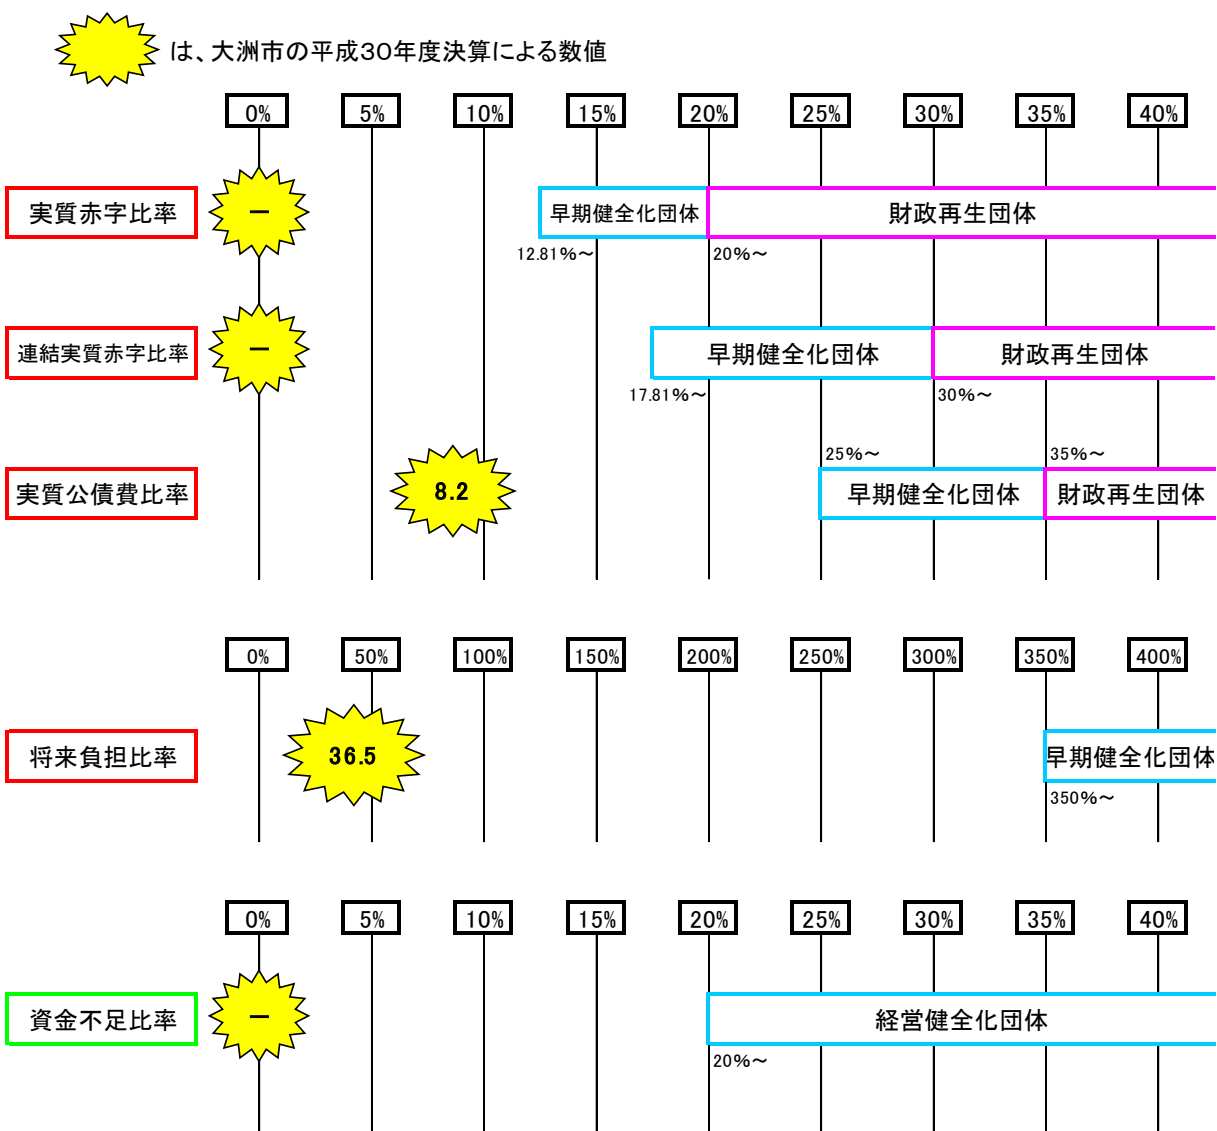 は、大洲市の平成30年度決算による数値
0% 5% 10% 15% 20% 25% 30% 35% 40%
実質赤字比率 － 早期健全化団体 財政再生団体
12.81%～ 20%～
連結実質赤字比率 － 早期健全化団体 財政再生団体
17.81%～ 30%～
25%～ 35%～
実質公債費比率 8.2 早期健全化団体 財政再生団体
0% 50% 100% 150% 200% 250% 300% 350% 400%
将来負担比率 36.5 早期健全化団体
350%～
0% 5% 10% 15% 20% 25% 30% 35% 40%
資金不足比率 － 経営健全化団体
20%～